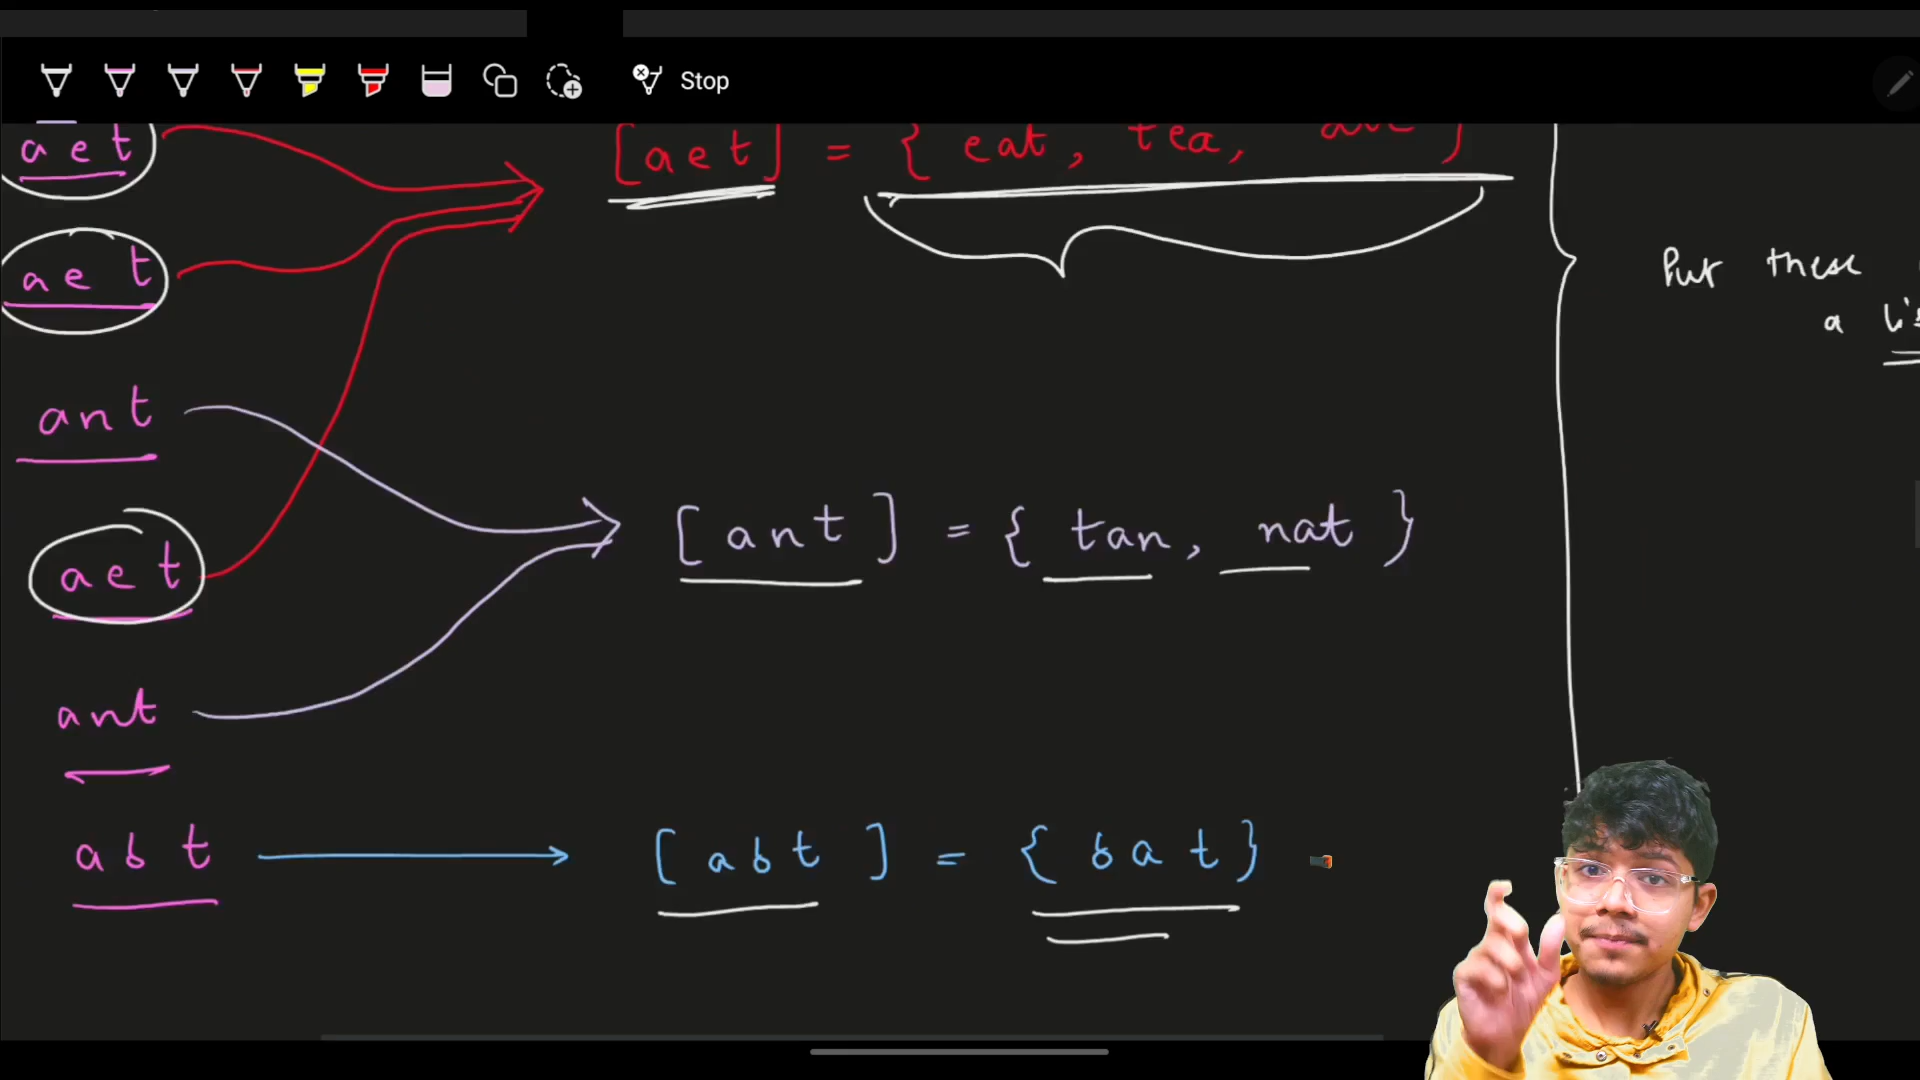 Stop
a e t
[a e t] = { eat, tea,
a e t
Put these
a
a n t
[ a n t ] = { tan, nat }
a e t
a n t
a b t
[ a b t ] = { b a t }